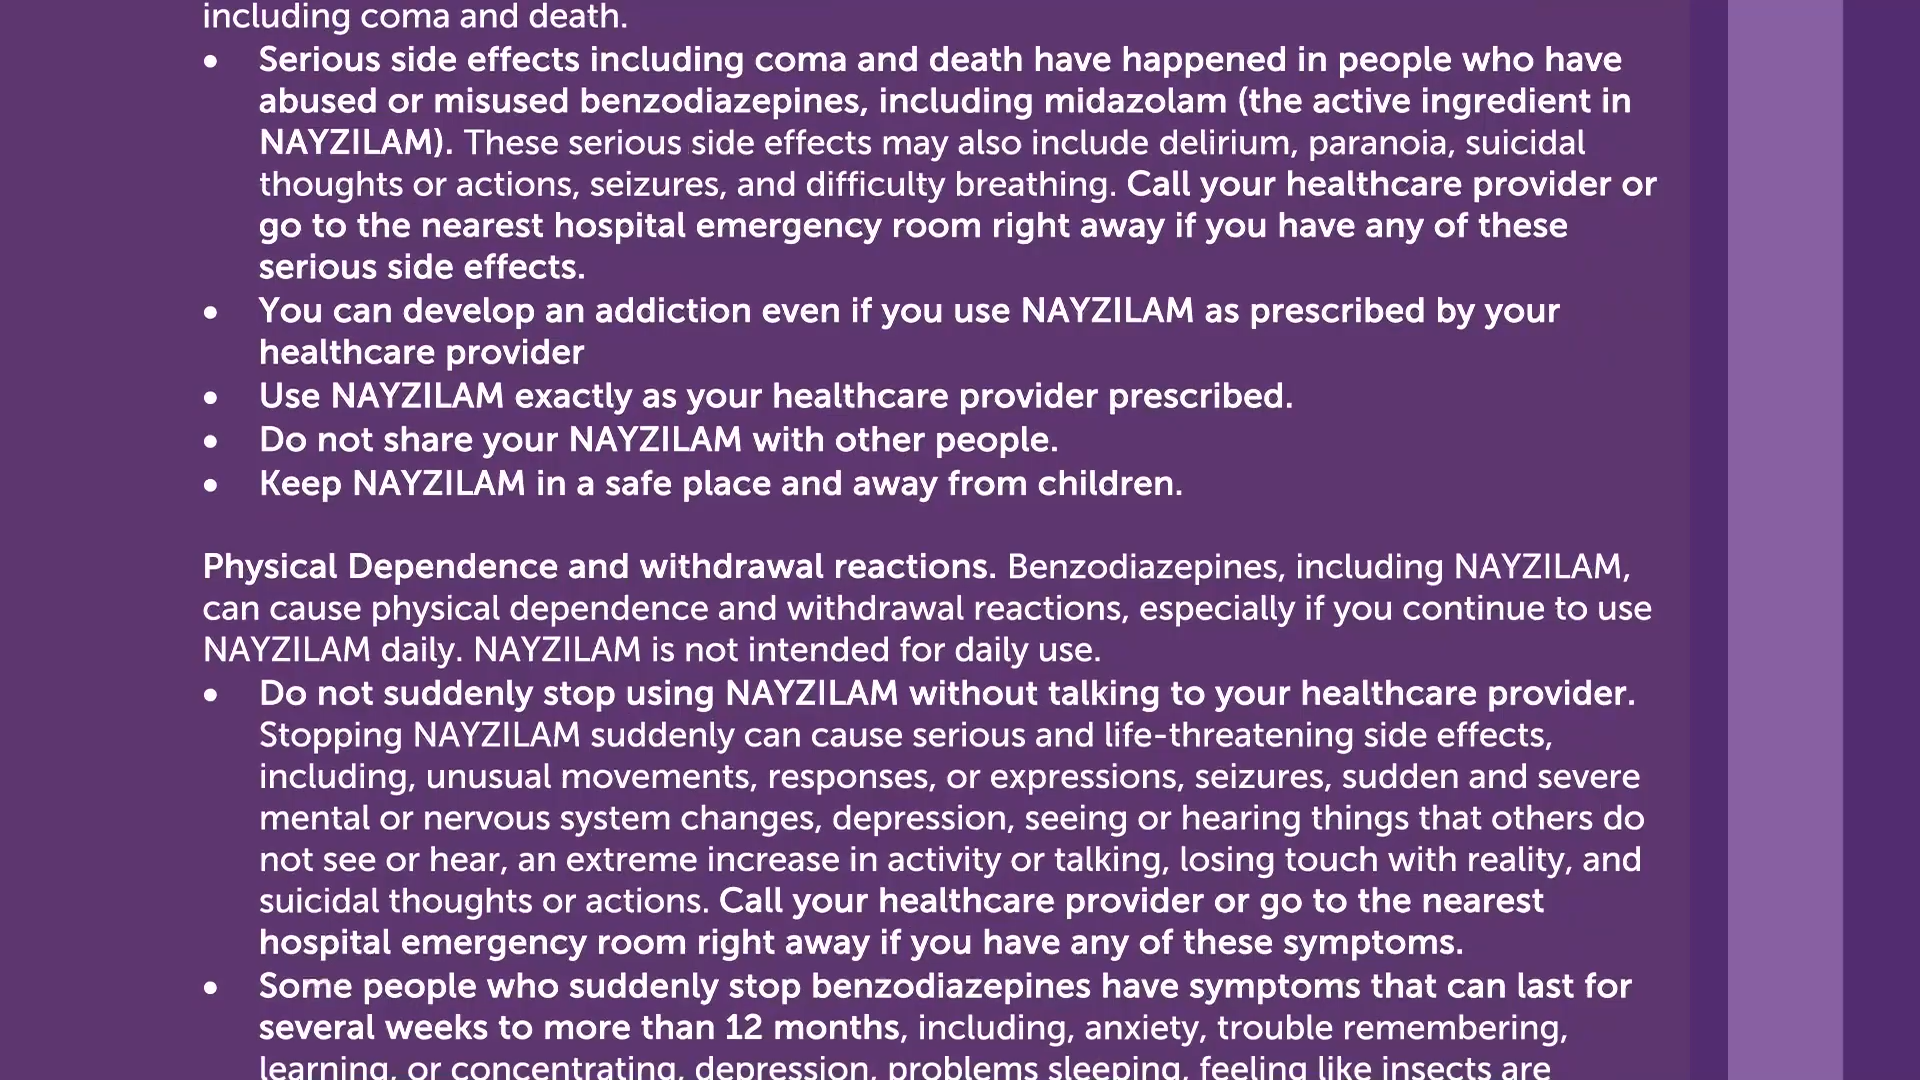 including coma and death.
• Serious side effects including coma and death have happened in people who have
abused or misused benzodiazepines, including midazolam (the active ingredient in
NAYZILAM). These serious side effects may also include delirium, paranoia, suicidal
thoughts or actions, seizures, and difficulty breathing. Call your healthcare provider or
go to the nearest hospital emergency room right away if you have any of these
serious side effects.
• You can develop an addiction even if you use NAYZILAM as prescribed by your
healthcare provider
• Use NAYZILAM exactly as your healthcare provider prescribed.
• Do not share your NAYZILAM with other people.
• Keep NAYZILAM in a safe place and away from children.
Physical Dependence and withdrawal reactions. Benzodiazepines, including NAYZILAM,
can cause physical dependence and withdrawal reactions, especially if you continue to use
NAYZILAM daily. NAYZILAM is not intended for daily use.
• Do not suddenly stop using NAYZILAM without talking to your healthcare provider.
Stopping NAYZILAM suddenly can cause serious and life-threatening side effects,
including, unusual movements, responses, or expressions, seizures, sudden and severe
mental or nervous system changes, depression, seeing or hearing things that others do
not see or hear, an extreme increase in activity or talking, losing touch with reality, and
suicidal thoughts or actions. Call your healthcare provider or go to the nearest
hospital emergency room right away if you have any of these symptoms.
• Some people who suddenly stop benzodiazepines have symptoms that can last for
several weeks to more than 12 months, including, anxiety, trouble remembering,
learning, or concentrating, depression, problems sleeping, feeling like insects are